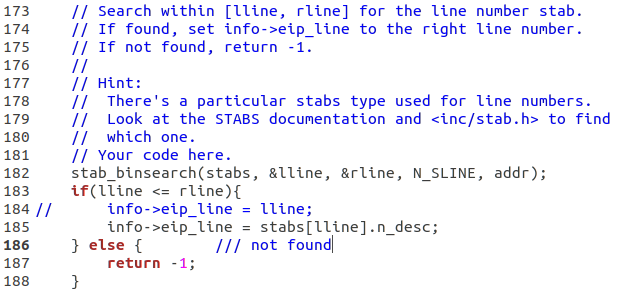 173     // Search within [lline, rline] for the line number stab.
174     // If found, set info->eip_line to the right line number.
175     // If not found, return -1.
176     //
177     // Hint:
178     //  There's a particular stabs type used for line numbers.
179     //  Look at the STABS documentation and <inc/stab.h> to find
180     //  which one.
181     // Your code here.
182     stab_binsearch(stabs, &lline, &rline, N_SLINE, addr);
183     if(lline <= rline){
184 //      info->eip_line = lline;
185         info->eip_line = stabs[lline].n_desc;
186     } else {        /// not found
187         return -1;
188     }